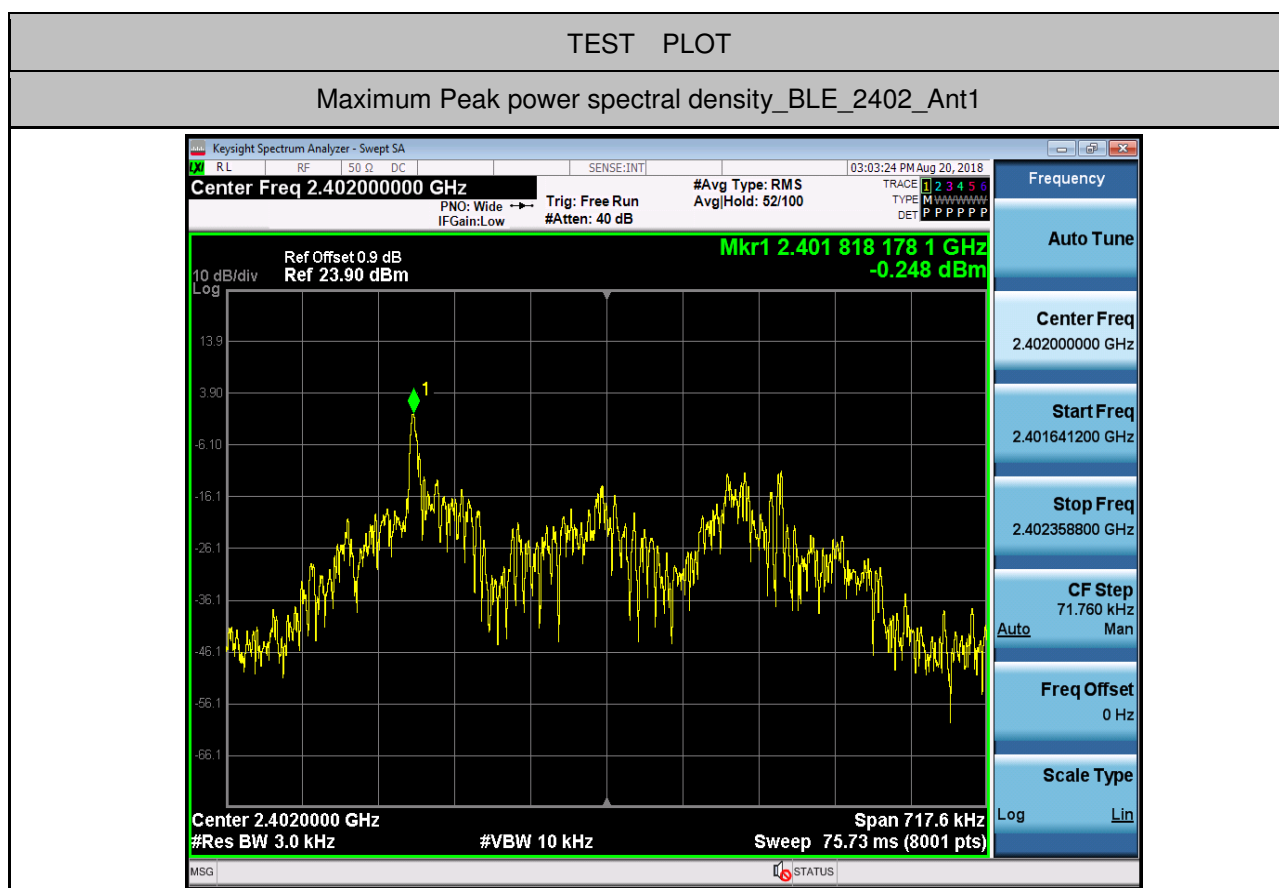 TEST PLOT
Maximum Peak power spectral density_BLE_2402_Ant1
Keysight Spectrum Analyzer - Swept SA
LXI RL RF 50 Ω DC SENSE:INT 03:03:24 PM Aug 20, 2018
Center Freq 2.402000000 GHz
PNO: Wide
IFGain:Low
Trig: Free Run
#Atten: 40 dB
#Avg Type: RMS
Avg|Hold: 52/100
TRACE 1 2 3 4 5 6
TYPE M W W W W W
DET P P P P P P
Ref Offset 0.9 dB
10 dB/div Ref 23.90 dBm
Log
Mkr1 2.401 818 178 1 GHz
-0.248 dBm
1
13.9
3.90
-6.10
-16.1
-26.1
-36.1
-46.1
-56.1
-66.1
Center 2.4020000 GHz
Span 717.6 kHz
#Res BW 3.0 kHz
#VBW 10 kHz
Sweep 75.73 ms (8001 pts)
MSG
STATUS
Frequency
Auto Tune
Center Freq
2.402000000 GHz
Start Freq
2.401641200 GHz
Stop Freq
2.402358800 GHz
CF Step
71.760 kHz
Auto Man
Freq Offset
0 Hz
Scale Type
Log Lin